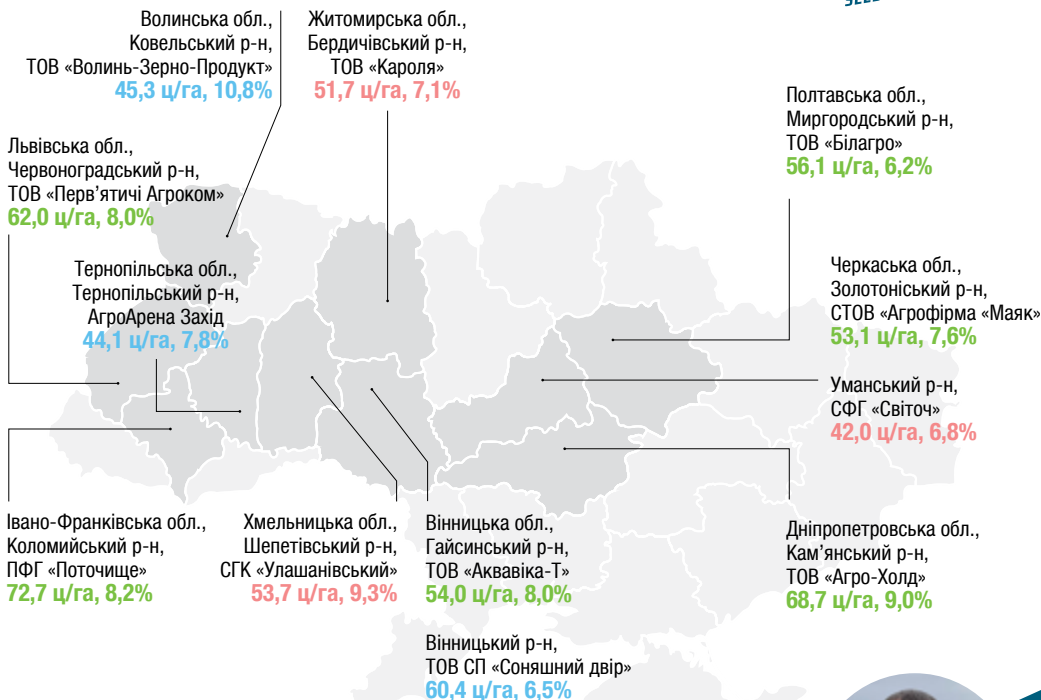 Волинська обл.,
Ковельський р-н,
ТОВ «Волинь-Зерно-Продукт»
45,3 ц/га, 10,8%
Житомирська обл.,
Бердичівський р-н,
ТОВ «Кароля»
51,7 ц/га, 7,1%
Полтавська обл.,
Миргородський р-н,
ТОВ «Білагро»
56,1 ц/га, 6,2%
Львівська обл.,
Червоноградський р-н,
ТОВ «Перв’ятичі Агроком»
62,0 ц/га, 8,0%
Тернопільська обл.,
Тернопільський р-н,
АгроАрена Захід
44,1 ц/га, 7,8%
Черкаська обл.,
Золотоніський р-н,
СТОВ «Агрофірма «Маяк»
53,1 ц/га, 7,6%
Уманський р-н,
СФГ «Світоч»
42,0 ц/га, 6,8%
Івано-Франківська обл.,
Коломийський р-н,
ПФГ «Поточище»
72,7 ц/га, 8,2%
Хмельницька обл.,
Шепетівський р-н,
СГК «Улашанівський»
53,7 ц/га, 9,3%
Вінницька обл.,
Гайсинський р-н,
ТОВ «Аквавіка-Т»
54,0 ц/га, 8,0%
Дніпропетровська обл.,
Кам’янський р-н,
ТОВ «Агро-Холд»
68,7 ц/га, 9,0%
Вінницький р-н,
ТОВ СП «Соняшний двір»
60,4 ц/га, 6,5%